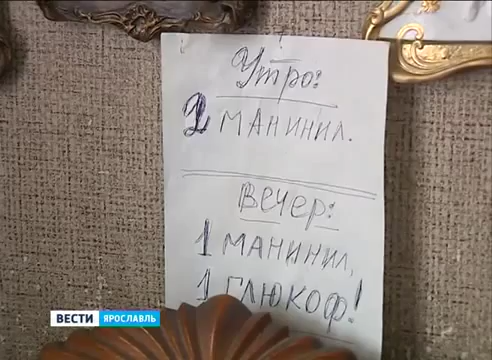 Утро:
2 МАНИНИЛ.
ВЕЧЕР:
1 МАНИНИЛ,
1 ГЛЮКОФ!
ВЕСТИ ЯРОСЛАВЛЬ